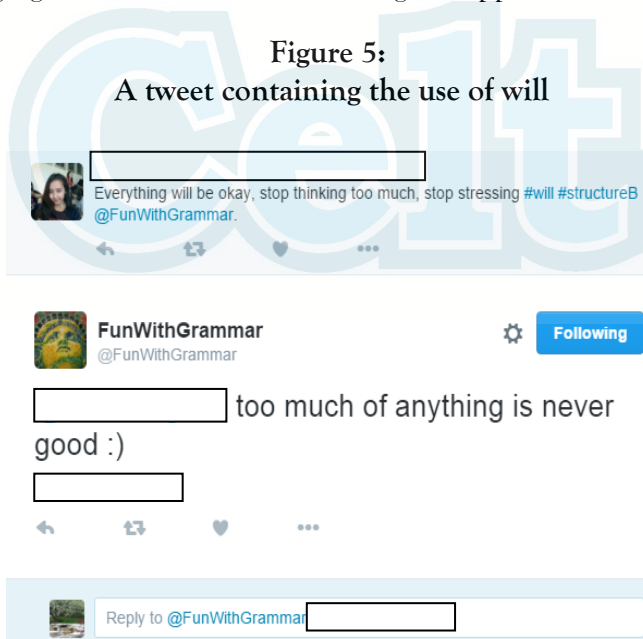 Figure 5:
A tweet containing the use of will
Everything will be okay, stop thinking too much, stop stressing #will #structureB
@FunWithGrammar.
FunWithGrammar
@FunWithGrammar
Following
too much of anything is never
good :)
Reply to @FunWithGrammar
Celt